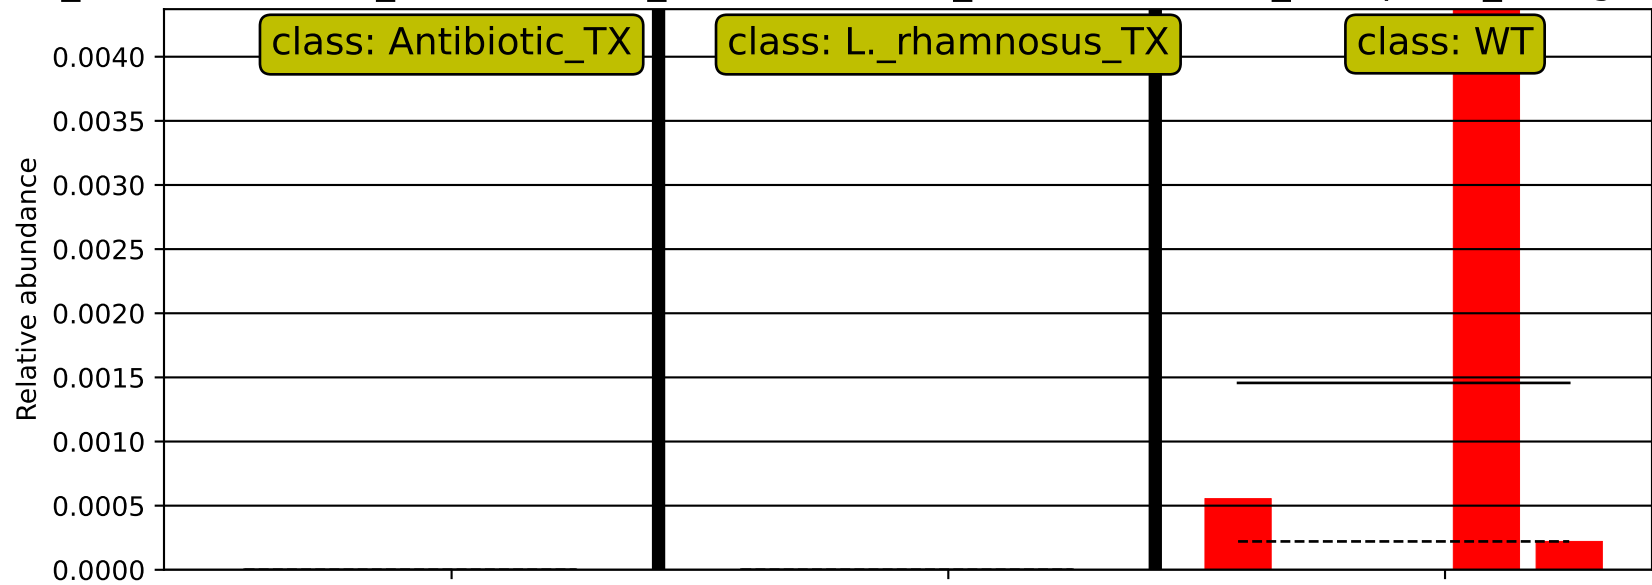 class: Antibiotic_TX
class: L._rhamnosus_TX
class: WT
0.0040
0.0035
0.0030
0.0025
0.0020
0.0015
0.0010
0.0005
0.0000
Relative abundance